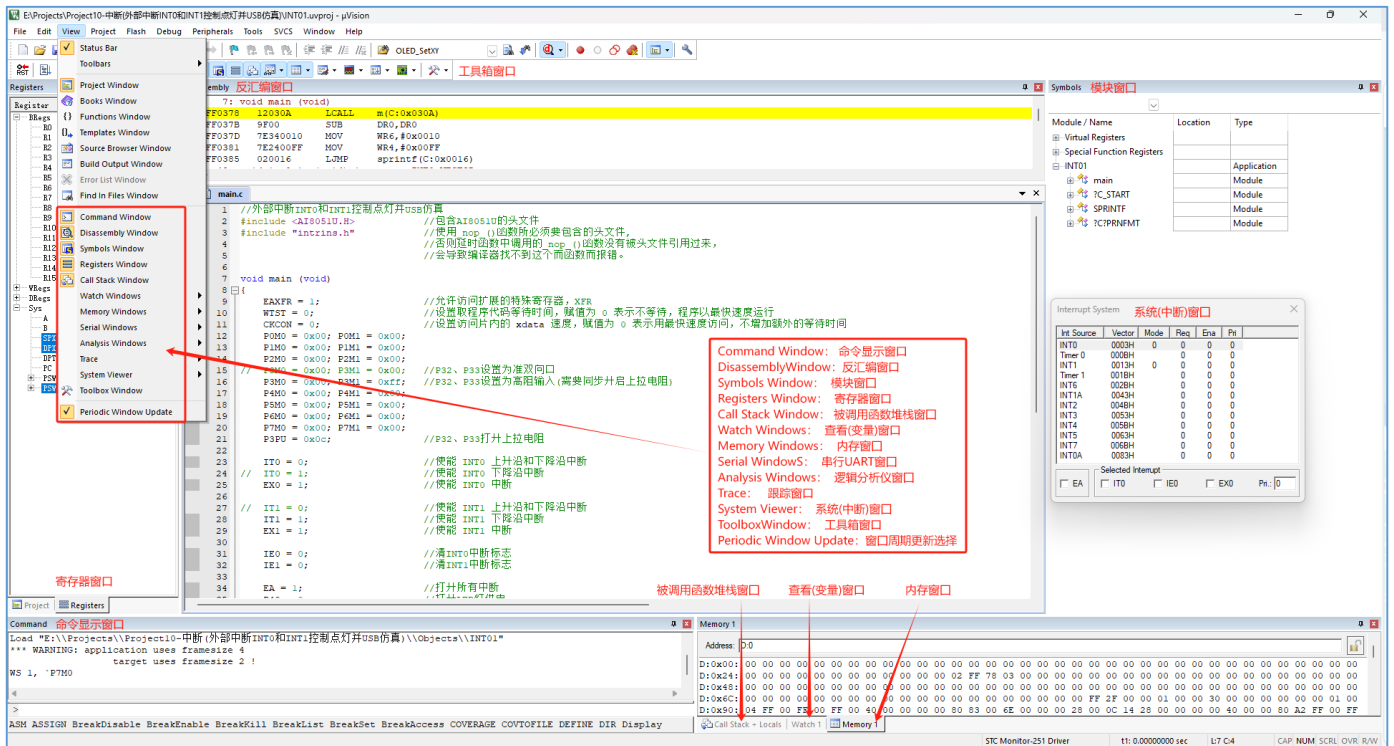 E:\Projects\Project10-中断(外部中断INT0和INT1控制点灯并USB仿真)\INT01.uvproj - µVision
File Edit View Project Flash Debug Peripherals Tools SVCS Window Help
OLED_SetXY
工具箱窗口
Status Bar
Toolbars
Project Window
Books Window
Functions Window
Templates Window
Source Browser Window
Build Output Window
Error List Window
Find In Files Window
Command Window
Disassembly Window
Symbols Window
Registers Window
Call Stack Window
Watch Windows
Memory Windows
Serial Windows
Analysis Windows
Trace
System Viewer
Toolbox Window
Periodic Window Update
Registers
Register
BRegs
R0
R1
R2
R3
R4
R5
R6
R7
R8
R9
R10
R11
R12
R13
R14
R15
WRegs
DRegs
Sys
A
B
SPX
DPX
DPT
PC
PSW
PSW
寄存器窗口
Project Registers
embly 反汇编窗口
7: void main (void)
FF0378 12030A LCALL m(C:0x030A)
FF037B 9F00 SUB DR0,DR0
FF037D 7E340010 MOV WR6,#0x0010
FF0381 7E2400FF MOV WR4,#0x00FF
FF0385 020016 LJMP sprintf(C:0x0016)
main.c
1 //外部中断INT0和INT1控制点灯并USB仿真
2 #include <AI8051U.H> //包含AI8051U的头文件
3 #include "intrins.h" //使用_nop_()函数所必须要包含的头文件,
4 //否则延时函数中调用的_nop_()函数没有被头文件引用过来,
5 //会导致编译器找不到这个而函数而报错。
6
7 void main (void)
8 {
9 EAXFR = 1; //允许访问扩展的特殊寄存器, XFR
10 WTST = 0; //设置取程序代码等待时间, 赋值为 0 表示不等待, 程序以最快速度运行
11 CKCON = 0; //设置访问片内的 xdata 速度, 赋值为 0 表示用最快速度访问, 不增加额外的等待时间
12 P0M0 = 0x00; P0M1 = 0x00;
13 P1M0 = 0x00; P1M1 = 0x00;
14 P2M0 = 0x00; P2M1 = 0x00;
15 // P3M0 = 0x00; P3M1 = 0x00; //P32、P33设置为准双向口
16 P3M0 = 0x00; P3M1 = 0xff; //P32、P33设置为高阻输入(需要同步廾启上拉电阻)
17 P4M0 = 0x00; P4M1 = 0x00;
18 P5M0 = 0x00; P5M1 = 0x00;
19 P6M0 = 0x00; P6M1 = 0x00;
20 P7M0 = 0x00; P7M1 = 0x00;
21 P3PU = 0x0c; //P32、P33打廾上拉电阻
22
23 IT0 = 0; //使能 INT0 上升沿和下降沿中断
24 // IT0 = 1; //使能 INT0 下降沿中断
25 EX0 = 1; //使能 INT0 中断
26
27 // IT1 = 0; //使能 INT1 上升沿和下降沿中断
28 IT1 = 1; //使能 INT1 下降沿中断
29 EX1 = 1; //使能 INT1 中断
30
31 IE0 = 0; //清INT0中断标志
32 IE1 = 0; //清INT1中断标志
33
34 EA = 1; //打廾所有中断
Command Window: 命令显示窗口
DisassemblyWindow: 反汇编窗口
Symbols Window: 模块窗口
Registers Window: 寄存器窗口
Call Stack Window: 被调用函数堆栈窗口
Watch Windows: 查看(变量)窗口
Memory Windows: 内存窗口
Serial WindowS: 串行UART窗口
Analysis Windows: 逻辑分析仪窗口
Trace: 跟踪窗口
System Viewer: 系统(中断)窗口
ToolboxWindow: 工具箱窗口
Periodic Window Update: 窗口周期更新选择
Symbols 模块窗口
Module / Name Location Type
Virtual Registers
Special Function Registers
INT01 Application
main Module
?C_START Module
SPRINTF Module
?C?PRNFMT Module
Interrupt System 系统(中断)窗口
Int Source Vector Mode Req Ena Pri
INT0 0003H 0 0 0 0
Timer 0 000BH 0 0 0
INT1 0013H 0 0 0 0
Timer 1 001BH 0 0 0
INT6 002BH 0 0 0
INT1A 0043H 0 0 0
INT2 004BH 0 0 0
INT3 0053H 0 0 0
INT4 005BH 0 0 0
INT5 0063H 0 0 0
INT7 006BH 0 0 0
INT0A 0083H 0 0 0
Selected Interrupt
EA IT0 IE0 EX0 Pri.: 0
被调用函数堆栈窗口 查看(变量)窗口 内存窗口
Command 命令显示窗口
Load "E:\\Projects\\Project10-中断(外部中断INT0和INT1控制点灯并USB仿真)\\Objects\\INT01"
*** WARNING: application uses framesize 4
target uses framesize 2 !
WS 1, `P7M0
>
ASM ASSIGN BreakDisable BreakEnable BreakKill BreakList BreakSet BreakAccess COVERAGE COVTOFILE DEFINE DIR Display
Memory 1
Address: D:0
D:0x00:
D:0x24:
D:0x48:
D:0x6C:
D:0x90:
Call Stack + Locals Watch 1 Memory 1
STC Monitor-251 Driver t1: 0.00000000 sec L:7 C:4 CAP NUM SCRL OVR R/W